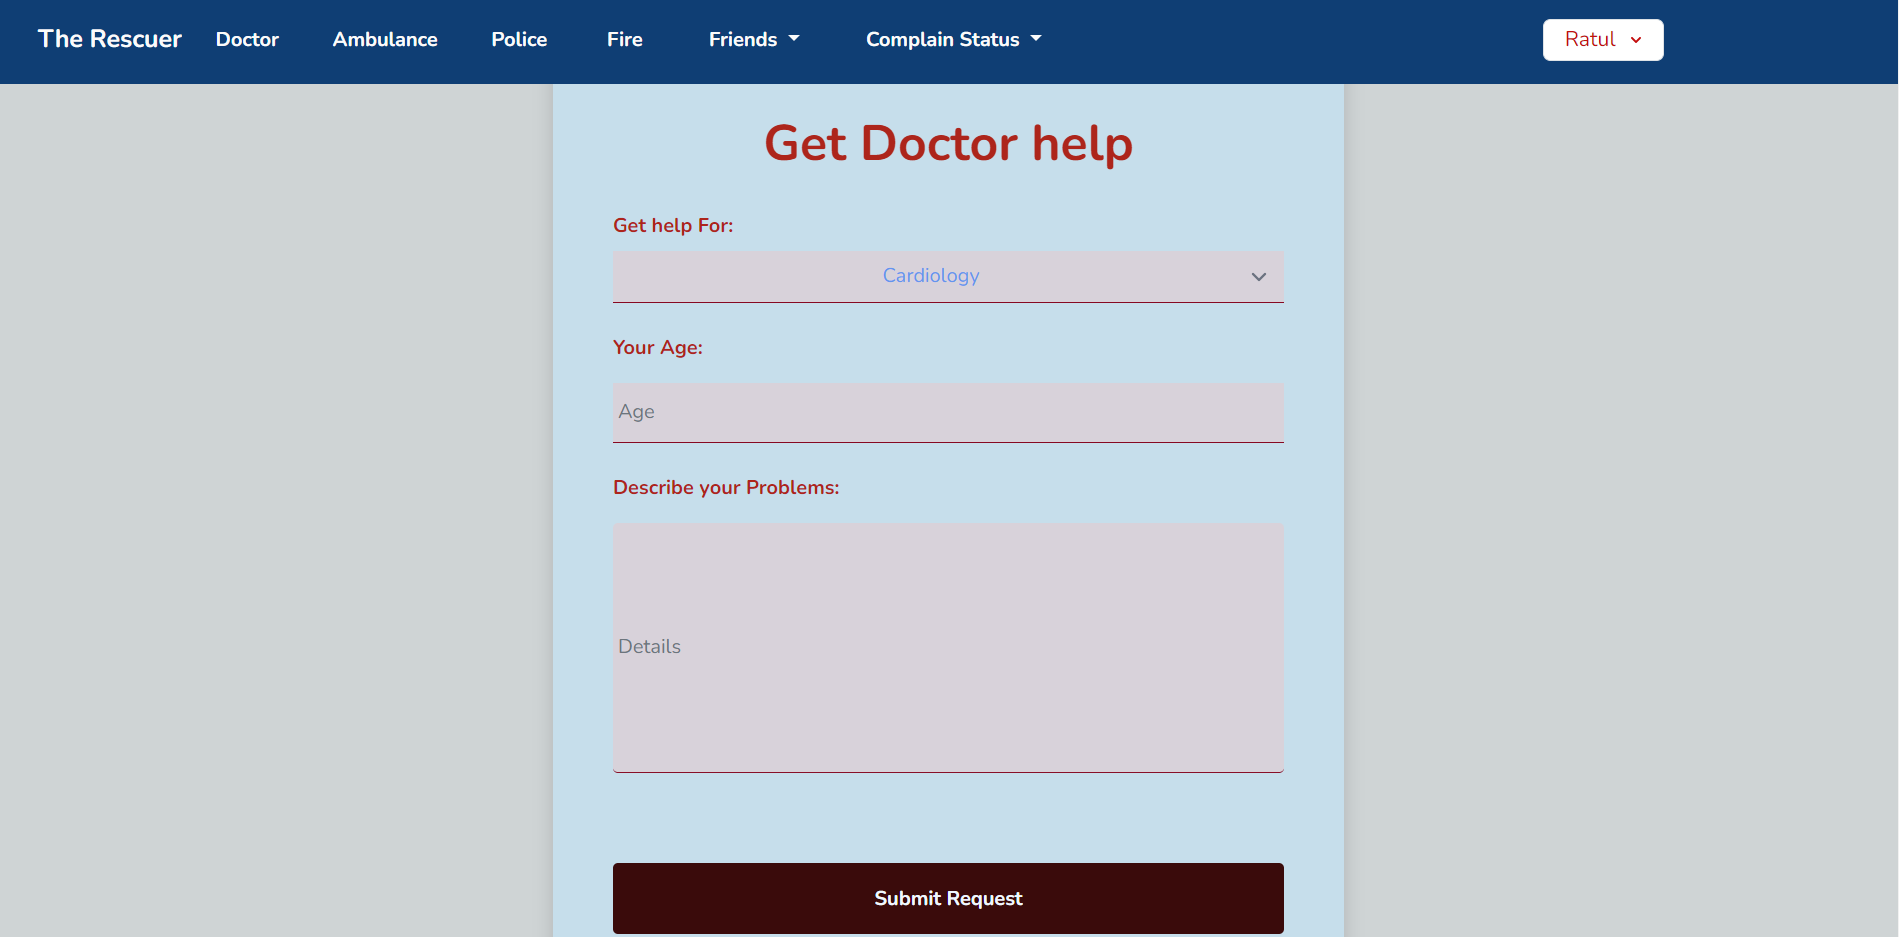 The Rescuer Doctor Ambulance Police Fire Friends Complain Status Ratul
Get Doctor help
Get help For:
Cardiology
Your Age:
Age
Describe your Problems:
Details
Submit Request